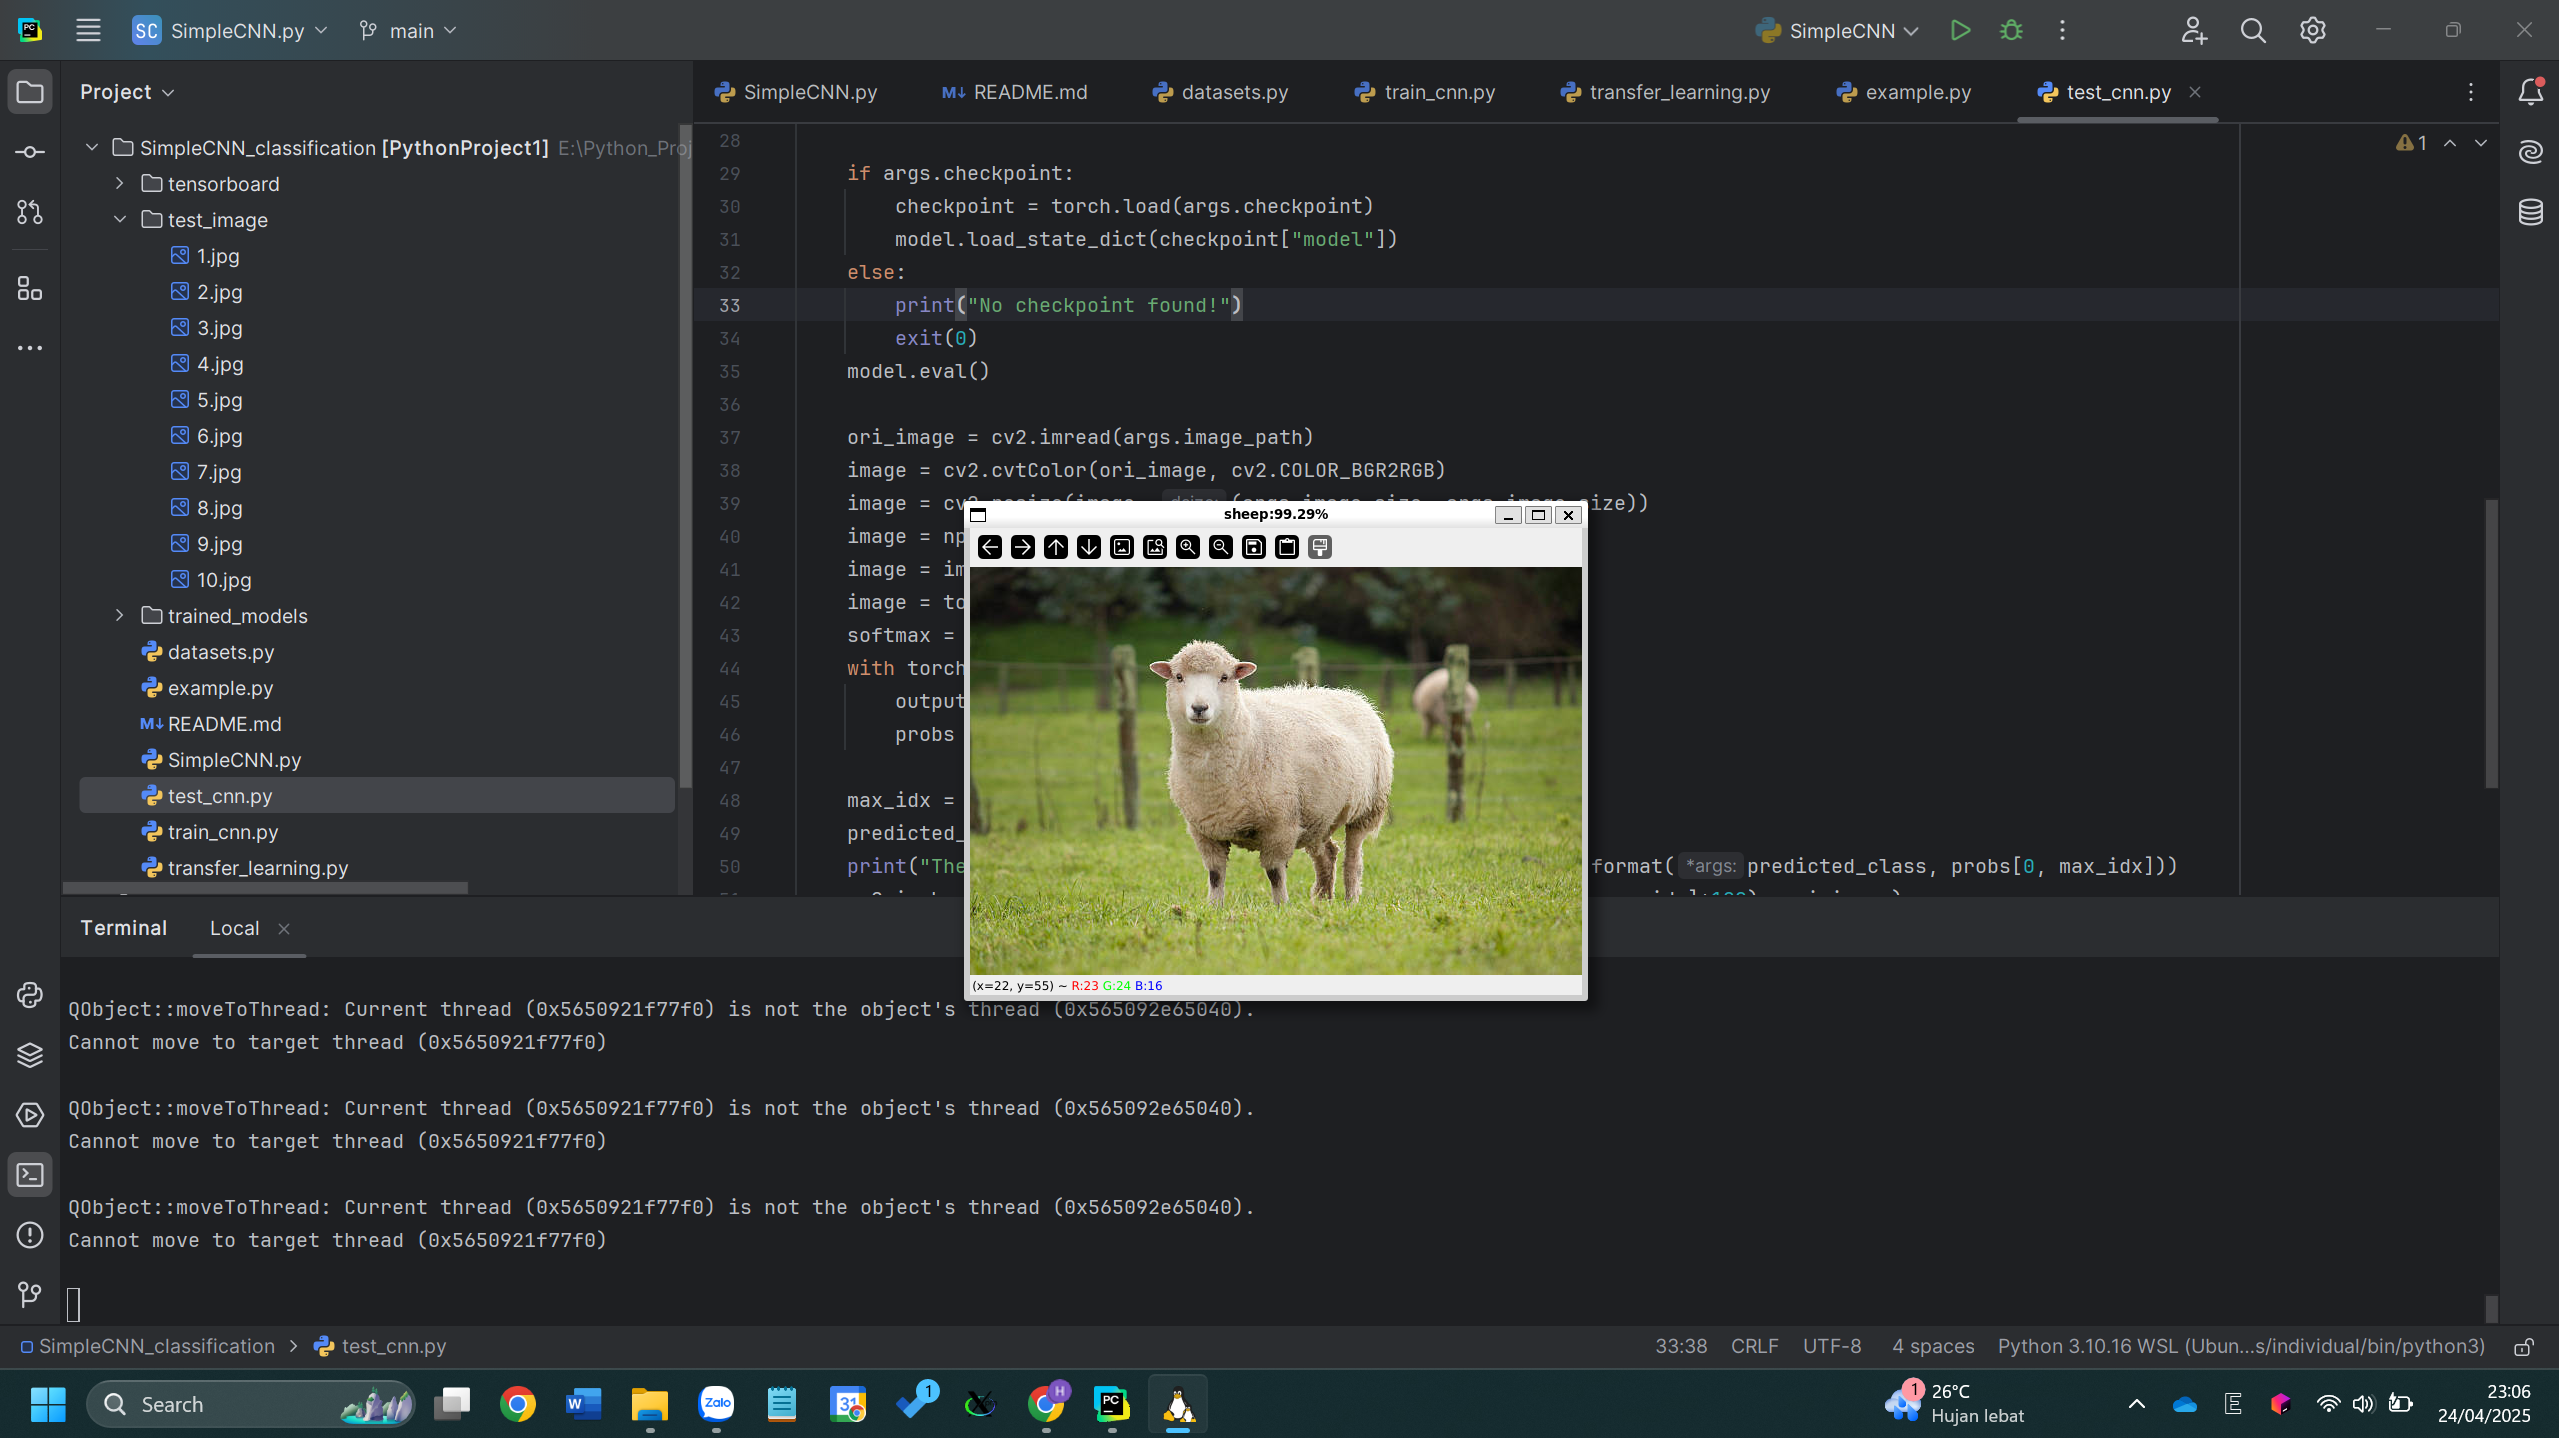 SC SimpleCNN.py main SimpleCNN
Project
SimpleCNN.py README.md datasets.py train_cnn.py transfer_learning.py example.py test_cnn.py
SimpleCNN_classification [PythonProject1] E:\Python_Proj
tensorboard
test_image
1.jpg
2.jpg
3.jpg
4.jpg
5.jpg
6.jpg
7.jpg
8.jpg
9.jpg
10.jpg
trained_models
datasets.py
example.py
README.md
SimpleCNN.py
test_cnn.py
train_cnn.py
transfer_learning.py
1
28
29 if args.checkpoint:
30 checkpoint = torch.load(args.checkpoint)
31 model.load_state_dict(checkpoint["model"])
32 else:
33 print("No checkpoint found!")
34 exit(0)
35 model.eval()
36
37 ori_image = cv2.imread(args.image_path)
38 image = cv2.cvtColor(ori_image, cv2.COLOR_BGR2RGB)
39 image = cv size))
40 image = np
41 image = im
42 image = to
43 softmax =
44 with torch
45 output
46 probs
47
48 max_idx =
49 predicted_
50 print("The format( *args: predicted_class, probs[0, max_idx]))
sheep:99.29%
(x=22, y=55) ~ R:23 G:24 B:16
Terminal Local
QObject::moveToThread: Current thread (0x5650921f77f0) is not the object's thread (0x565092e65040).
Cannot move to target thread (0x5650921f77f0)
QObject::moveToThread: Current thread (0x5650921f77f0) is not the object's thread (0x565092e65040).
Cannot move to target thread (0x5650921f77f0)
QObject::moveToThread: Current thread (0x5650921f77f0) is not the object's thread (0x565092e65040).
Cannot move to target thread (0x5650921f77f0)
SimpleCNN_classification > test_cnn.py 33:38 CRLF UTF-8 4 spaces Python 3.10.16 WSL (Ubun...s/individual/bin/python3)
Search
Zalo
31
1
H
PC
1
26°C
Hujan lebat
23:06
24/04/2025